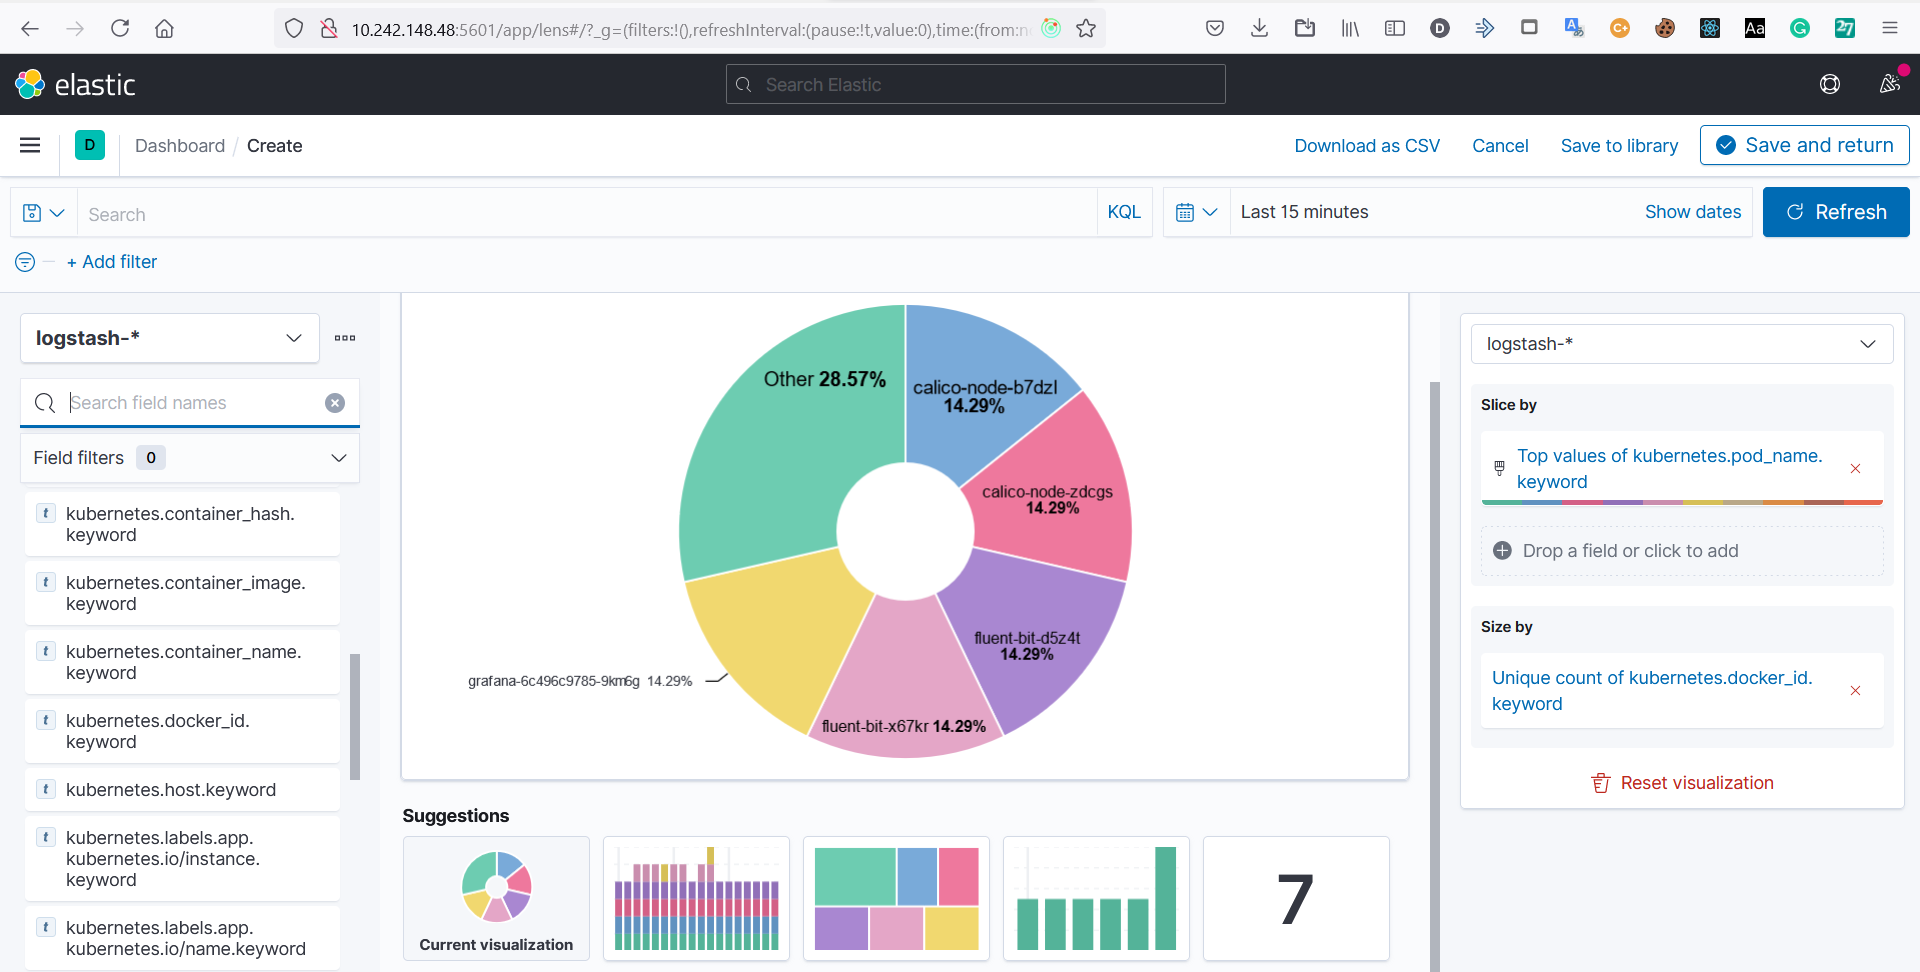 10.242.148.48:5601/app/lens#/?_g=(filters:!(),refreshInterval:(pause:!t,value:0),time:(from:n
elastic
Search Elastic
D
Dashboard / Create
Download as CSV
Cancel
Save to library
Save and return
Search
KQL
Last 15 minutes
Show dates
Refresh
+ Add filter
logstash-*
Search field names
Field filters 0
t kubernetes.container_hash.
keyword
t kubernetes.container_image.
keyword
t kubernetes.container_name.
keyword
t kubernetes.docker_id.
keyword
t kubernetes.host.keyword
t kubernetes.labels.app.
kubernetes.io/instance.
keyword
t kubernetes.labels.app.
kubernetes.io/name.keyword
Other 28.57%
calico-node-b7dzl
14.29%
calico-node-zdcgs
14.29%
fluent-bit-d5z4t
14.29%
fluent-bit-x67kr 14.29%
grafana-6c496c9785-9km6g 14.29%
Suggestions
Current visualization
7
logstash-*
Slice by
Top values of kubernetes.pod_name.
keyword
Drop a field or click to add
Size by
Unique count of kubernetes.docker_id.
keyword
Reset visualization